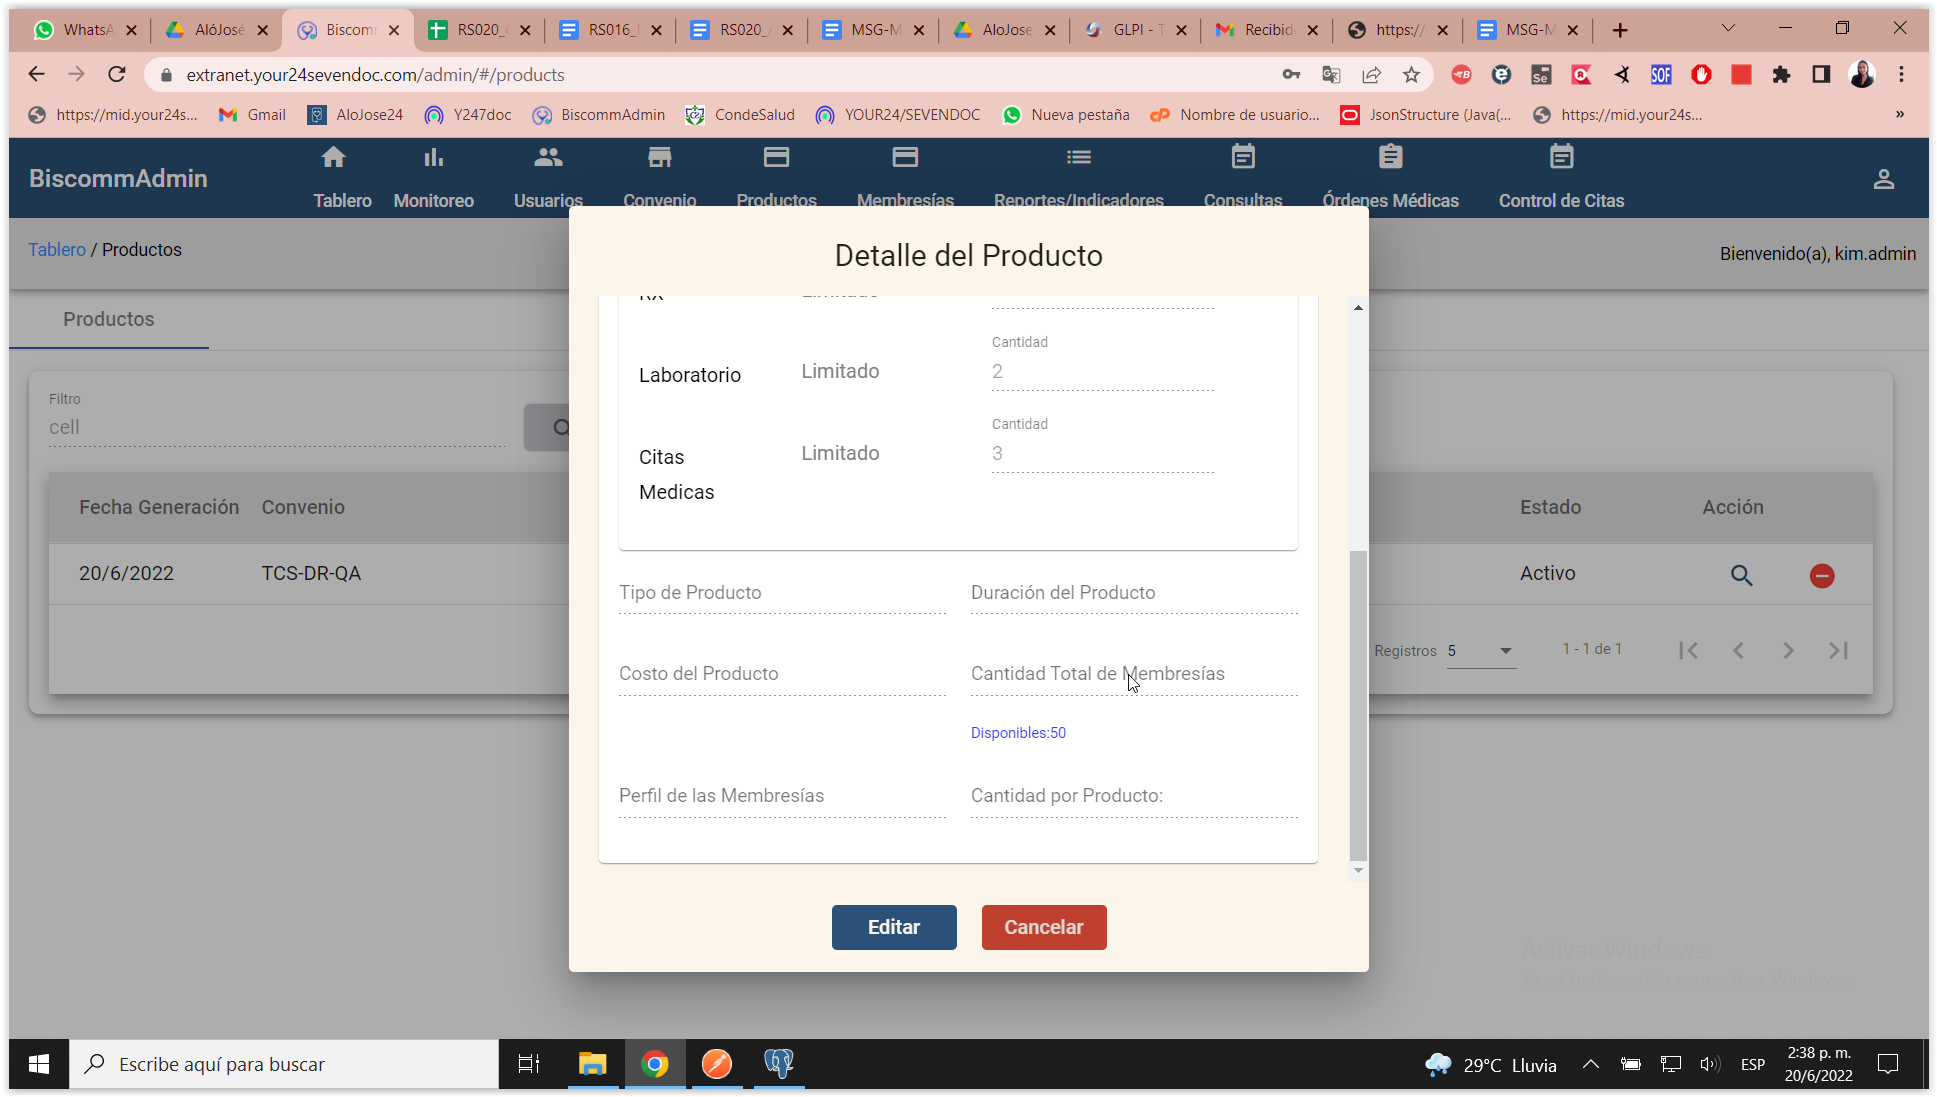 WhatsA
AlóJosé
Biscomm
RS020_
RS016_
RS020_
MSG-M
AloJose
GLPI - T
Recibid
https://
MSG-M
extranet.your24sevendoc.com/admin/#/products
https://mid.your24s...
Gmail
AloJose24
Y247doc
BiscommAdmin
CondeSalud
YOUR24/SEVENDOC
Nueva pestaña
Nombre de usuario...
JsonStructure (Java(...
https://mid.your24s...
»
BiscommAdmin
Tablero
Monitoreo
Usuarios
Convenio
Productos
Membresías
Reportes/Indicadores
Consultas
Órdenes Médicas
Control de Citas
Tablero / Productos
Bienvenido(a), kim.admin
Productos
Filtro
cell
Fecha Generación
Convenio
Estado
Acción
20/6/2022
TCS-DR-QA
Activo
Registros
5
1 - 1 de 1
Detalle del Producto
RX
Limitado
Cantidad
Laboratorio
Limitado
2
Cantidad
Citas
Medicas
Limitado
3
Tipo de Producto
Duración del Producto
Costo del Producto
Cantidad Total de Membresías
Disponibles:50
Perfil de las Membresías
Cantidad por Producto:
Editar
Cancelar
Activar Windows
Ve a Configuración para activar Windows.
Escribe aquí para buscar
29°C Lluvia
ESP
2:38 p. m.
20/6/2022